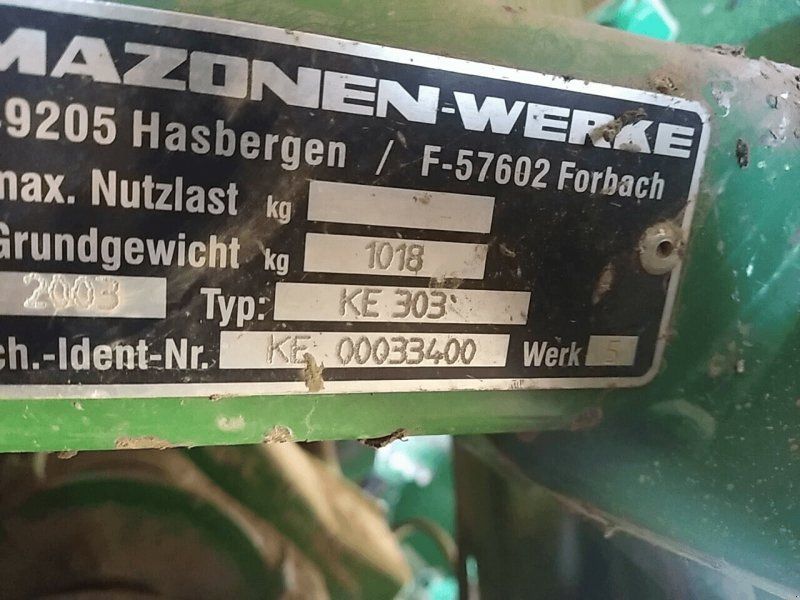 MAZONEN-WERKE
9205 Hasbergen / F-57602 Forbach
max. Nutzlast kg
Grundgewicht kg 1018
2003 Typ: KE 303
ch.-Ident-Nr. KE 00033400 Werk 5